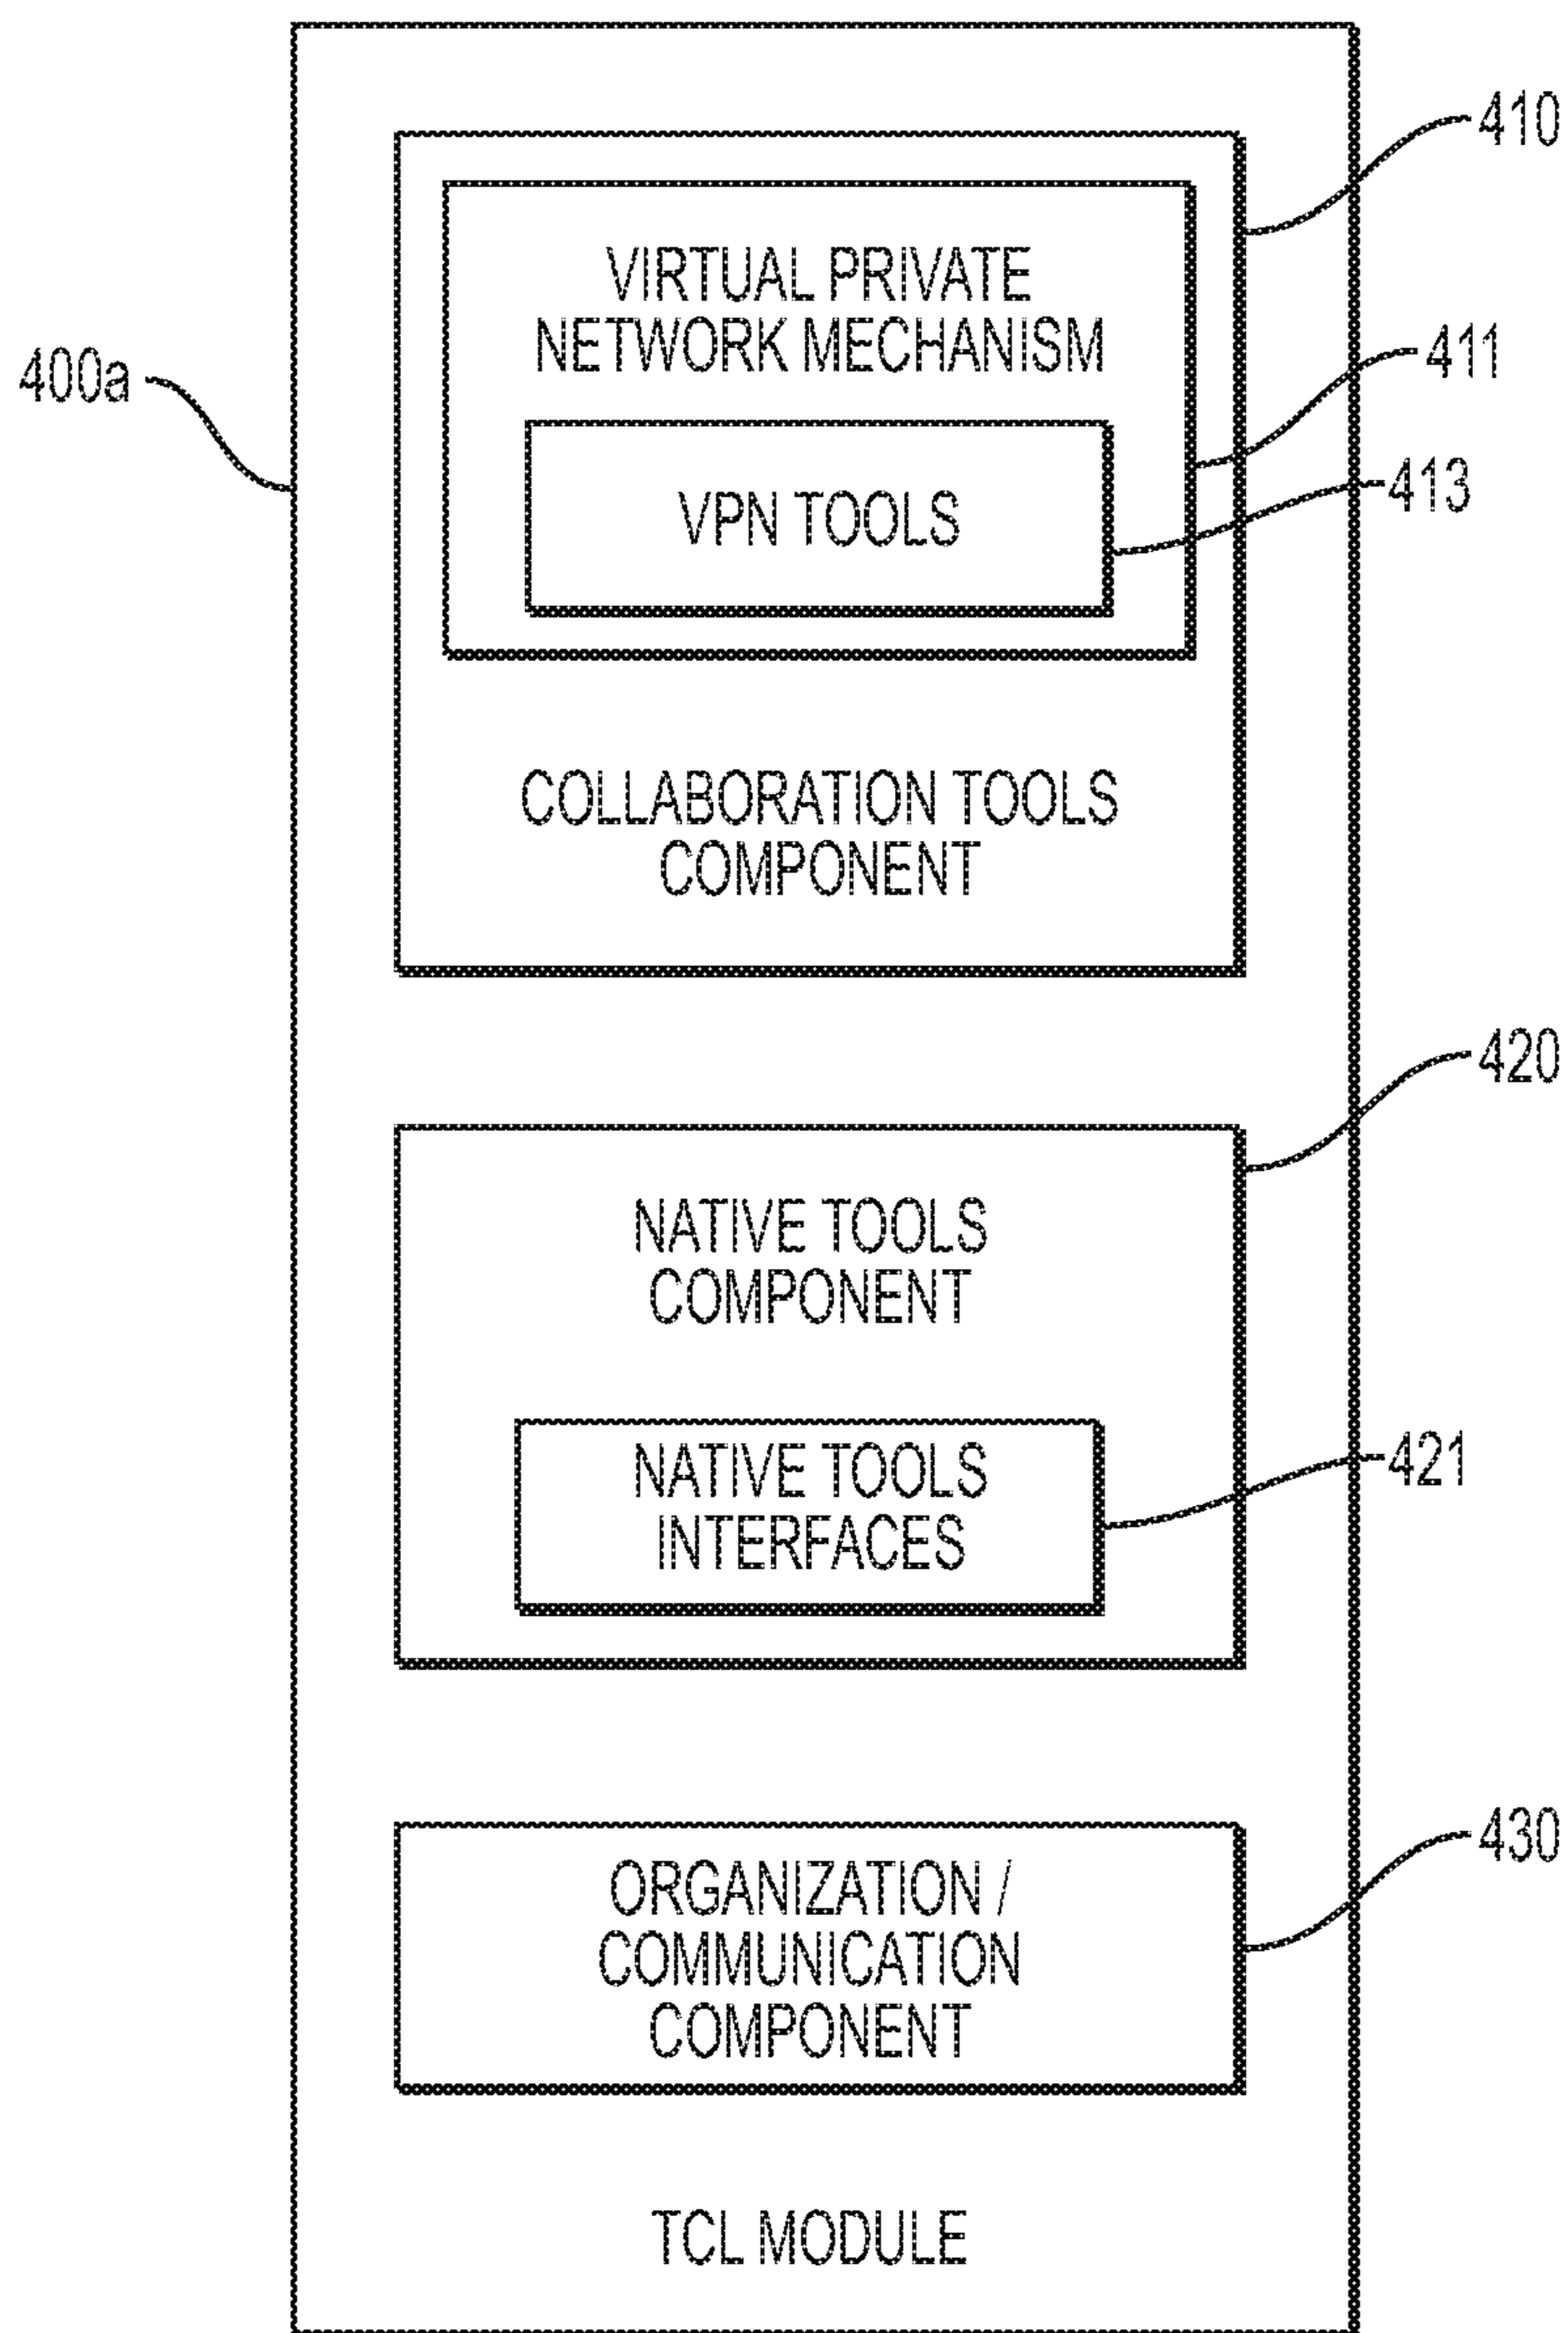 410
VIRTUAL PRIVATE
NETWORK MECHANISM
411
400a
VPN TOOLS
413
COLLABORATION TOOLS
COMPONENT
420
NATIVE TOOLS
COMPONENT
NATIVE TOOLS
INTERFACES
421
430
ORGANIZATION /
COMMUNICATION
COMPONENT
TCL MODULE